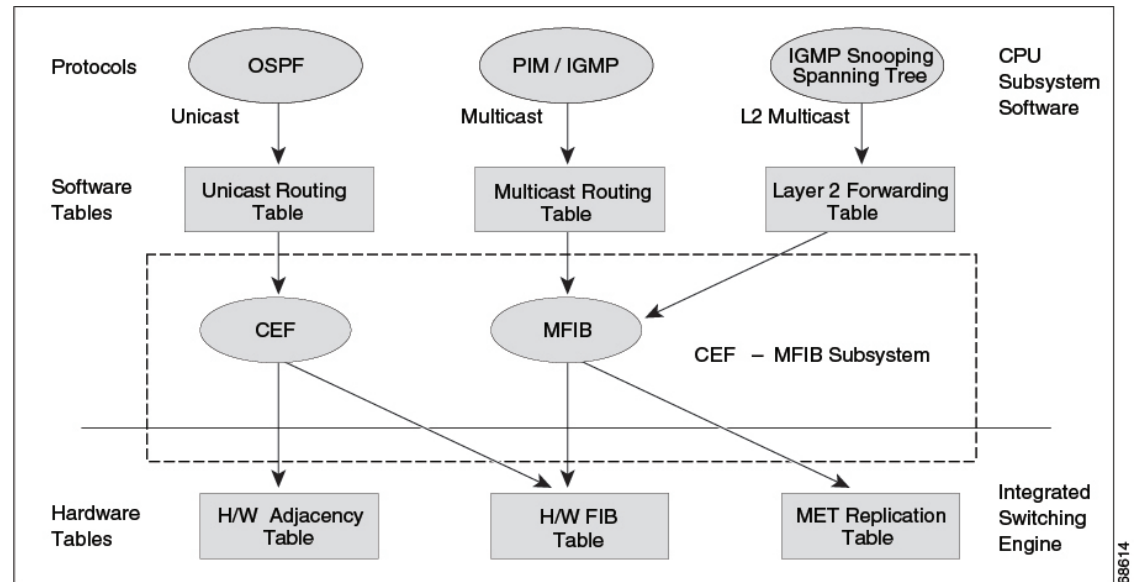 Protocols
OSPF
PIM / IGMP
IGMP Snooping
Spanning Tree
CPU
Subsystem
Software
Unicast
Multicast
L2 Multicast
Software
Tables
Unicast Routing
Table
Multicast Routing
Table
Layer 2 Forwarding
Table
CEF
MFIB
CEF – MFIB Subsystem
Hardware
Tables
H/W Adjacency
Table
H/W FIB
Table
MET Replication
Table
Integrated
Switching
Engine
68614